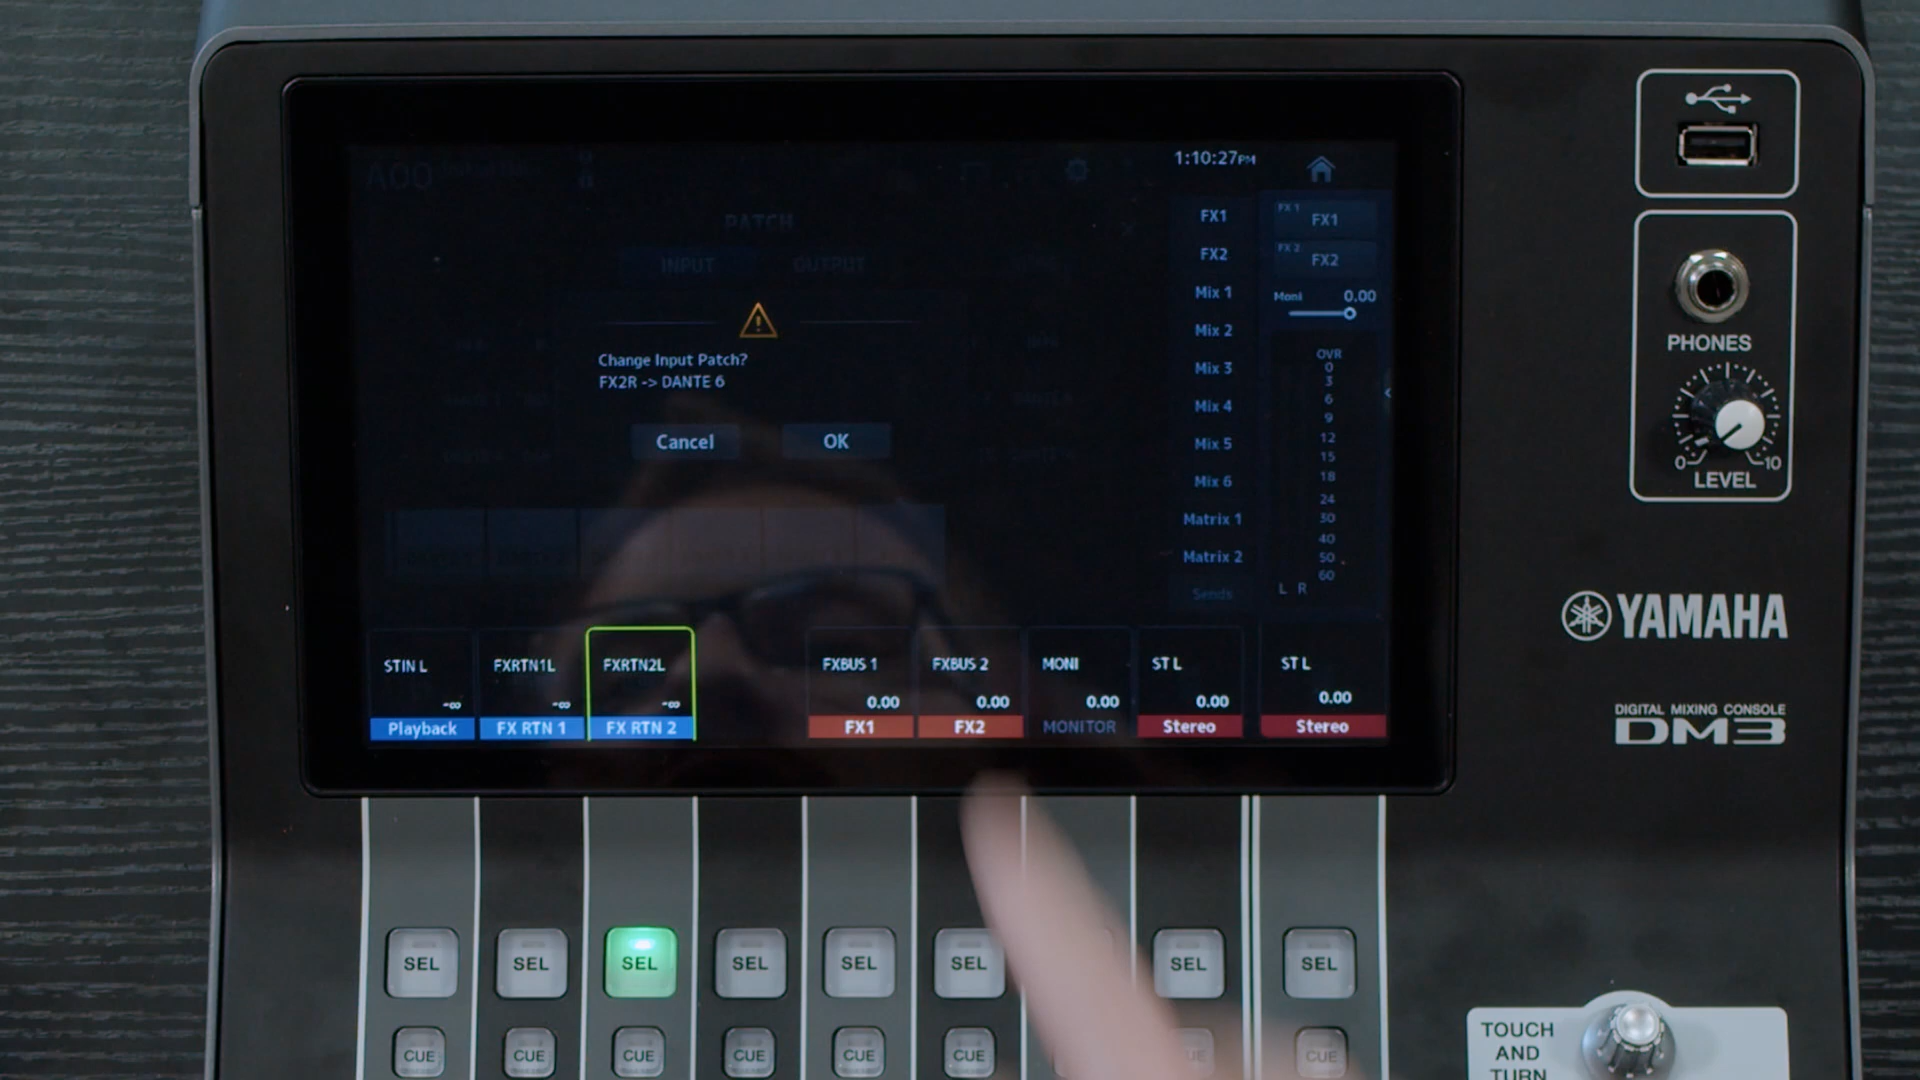 A00
1:10:27PM
PATCH
INPUT
OUTPUT
Change Input Patch?
FX2R -> DANTE 6
Cancel
OK
FX1
FX2
Mix 1
Mix 2
Mix 3
Mix 4
Mix 5
Mix 6
Matrix 1
Matrix 2
Sends
FX 1
FX1
FX 2
FX2
Moni 0.00
OVR
0
3
6
9
12
15
18
24
30
40
50
60
L R
STIN L
-∞
Playback
FXRTN1L
-∞
FX RTN 1
FXRTN2L
-∞
FX RTN 2
FXBUS 1
0.00
FX1
FXBUS 2
0.00
FX2
MONI
0.00
MONITOR
ST L
0.00
Stereo
ST L
0.00
Stereo
PHONES
0 10
LEVEL
YAMAHA
DIGITAL MIXING CONSOLE
DM3
SEL SEL SEL SEL SEL SEL SEL SEL
CUE CUE CUE CUE CUE CUE CUE CUE
TOUCH
AND
TURN